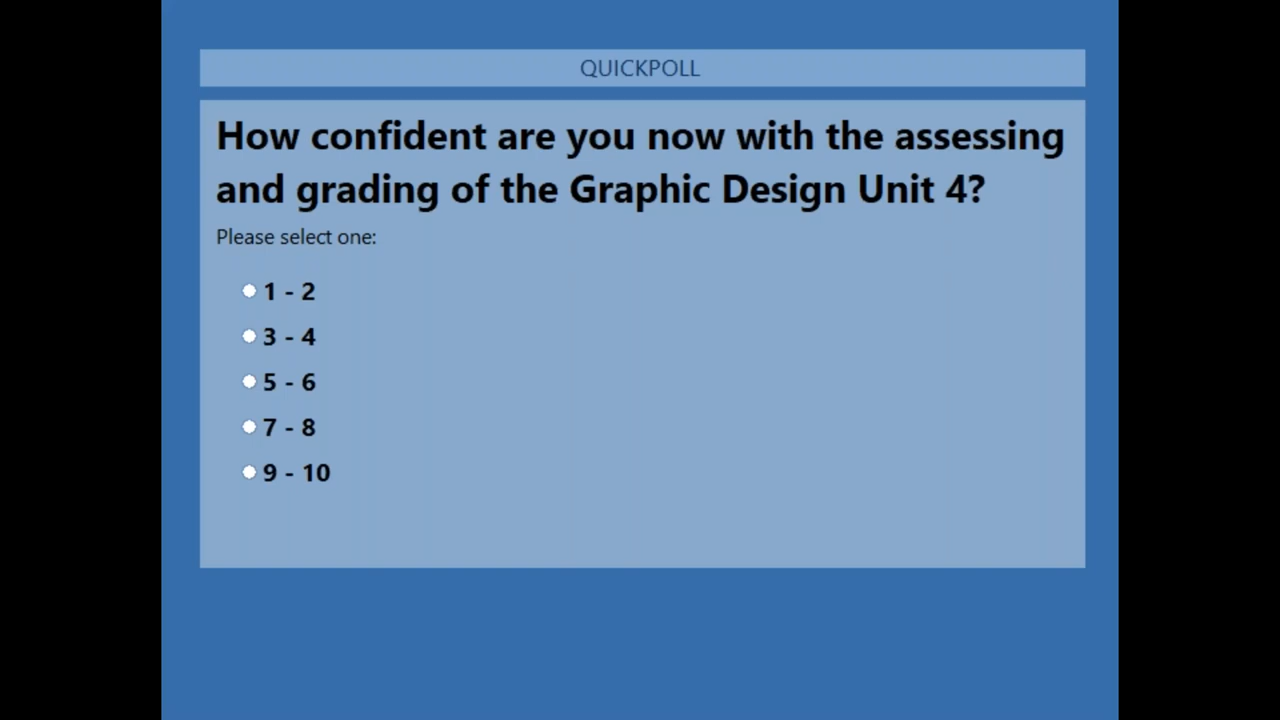 QUICKPOLL
How confident are you now with the assessing
and grading of the Graphic Design Unit 4?
Please select one:
1 - 2
3 - 4
5 - 6
7 - 8
9 - 10